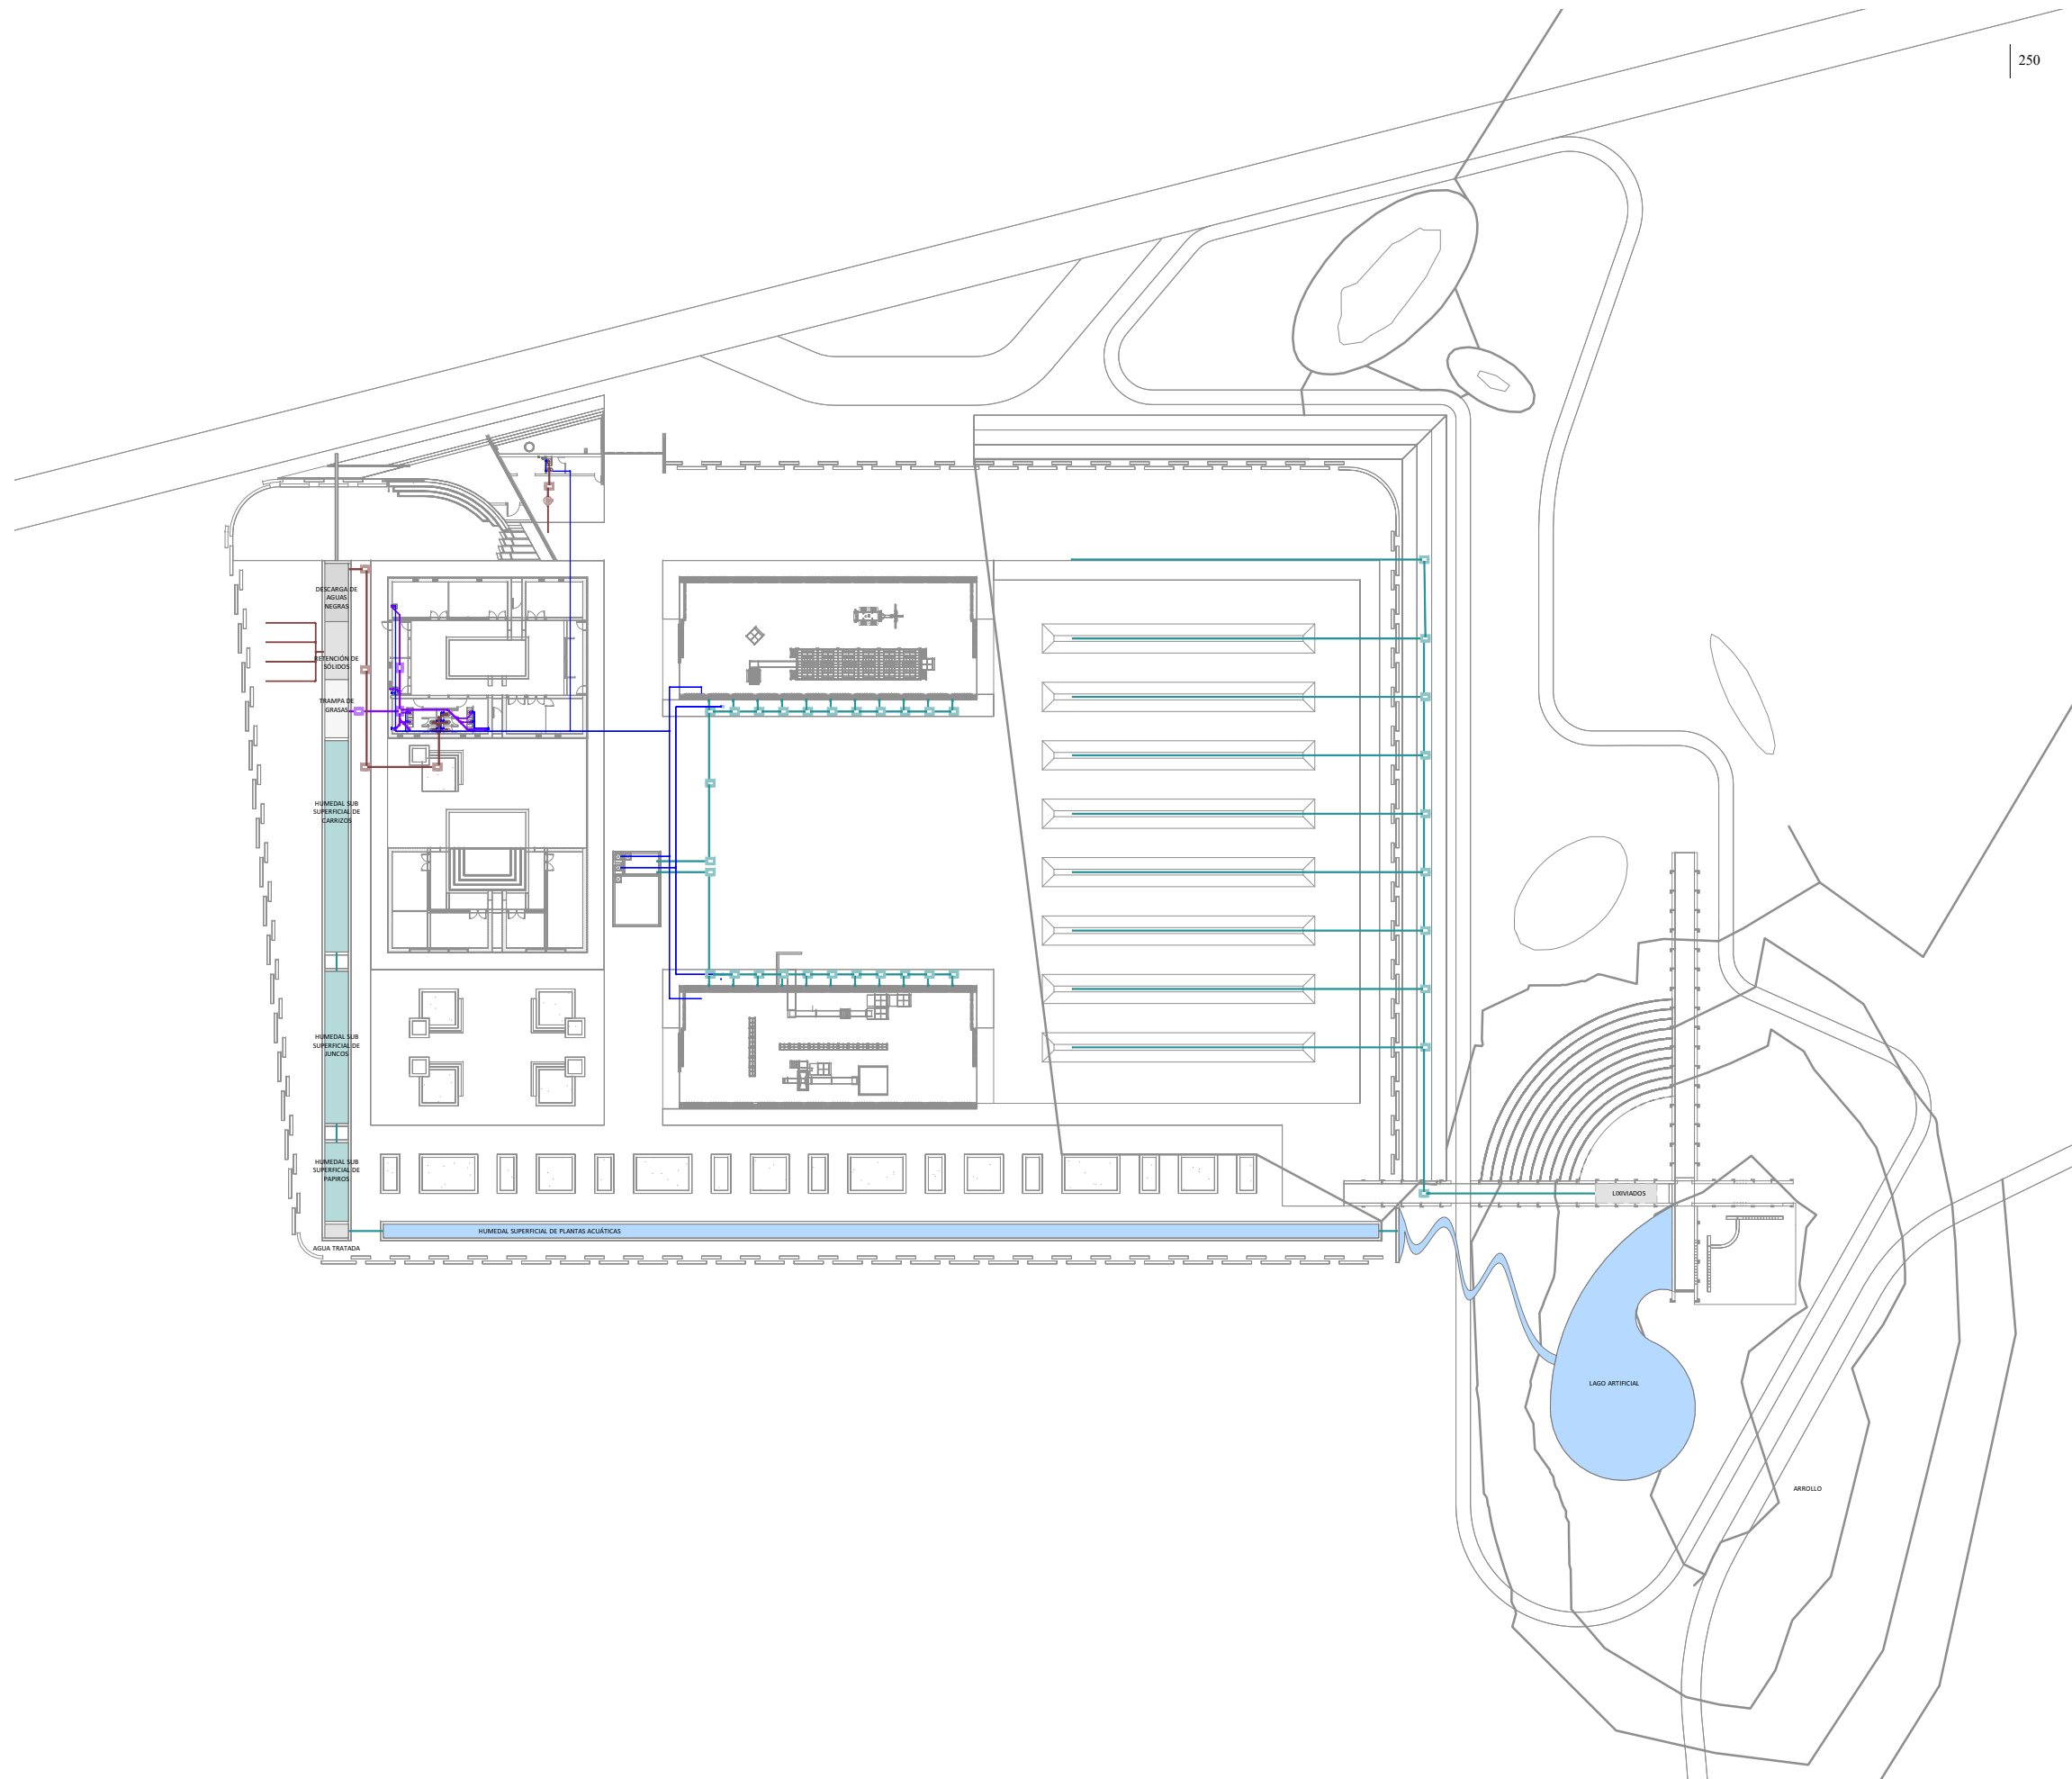 250
DESCARGA DE
AGUAS
NEGRAS
RETENCIÓN DE
SÓLIDOS
TRAMPA DE
GRASAS
HUMEDAL SUB
SUPERFICIAL DE
CARRIZOS
HUMEDAL SUB
SUPERFICIAL DE
JUNCOS
HUMEDAL SUB
SUPERFICIAL DE
PAPIROS
LIXIVIADOS
HUMEDAL SUPERFICIAL DE PLANTAS ACUÁTICAS
AGUA TRATADA
LAGO ARTIFICIAL
ARROLLO